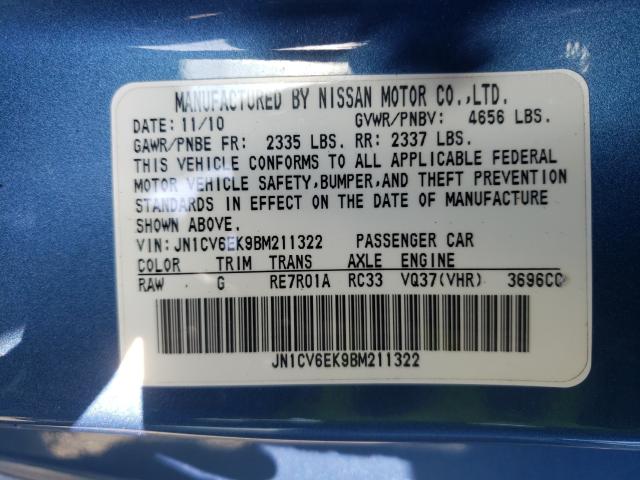 MANUFACTURED BY NISSAN MOTOR CO.,LTD.
DATE: 11/10 GVWR/PNBV: 4656 LBS.
GAWR/PNBE FR: 2335 LBS. RR: 2337 LBS.
THIS VEHICLE CONFORMS TO ALL APPLICABLE FEDERAL
MOTOR VEHICLE SAFETY,BUMPER,AND THEFT PREVENTION
STANDARDS IN EFFECT ON THE DATE OF MANUFACTURE
SHOWN ABOVE.
VIN: JN1CV6EK9BM211322 PASSENGER CAR
COLOR TRIM TRANS AXLE ENGINE
RAW G RE7R01A RC33 VQ37(VHR) 3696CC
JN1CV6EK9BM211322